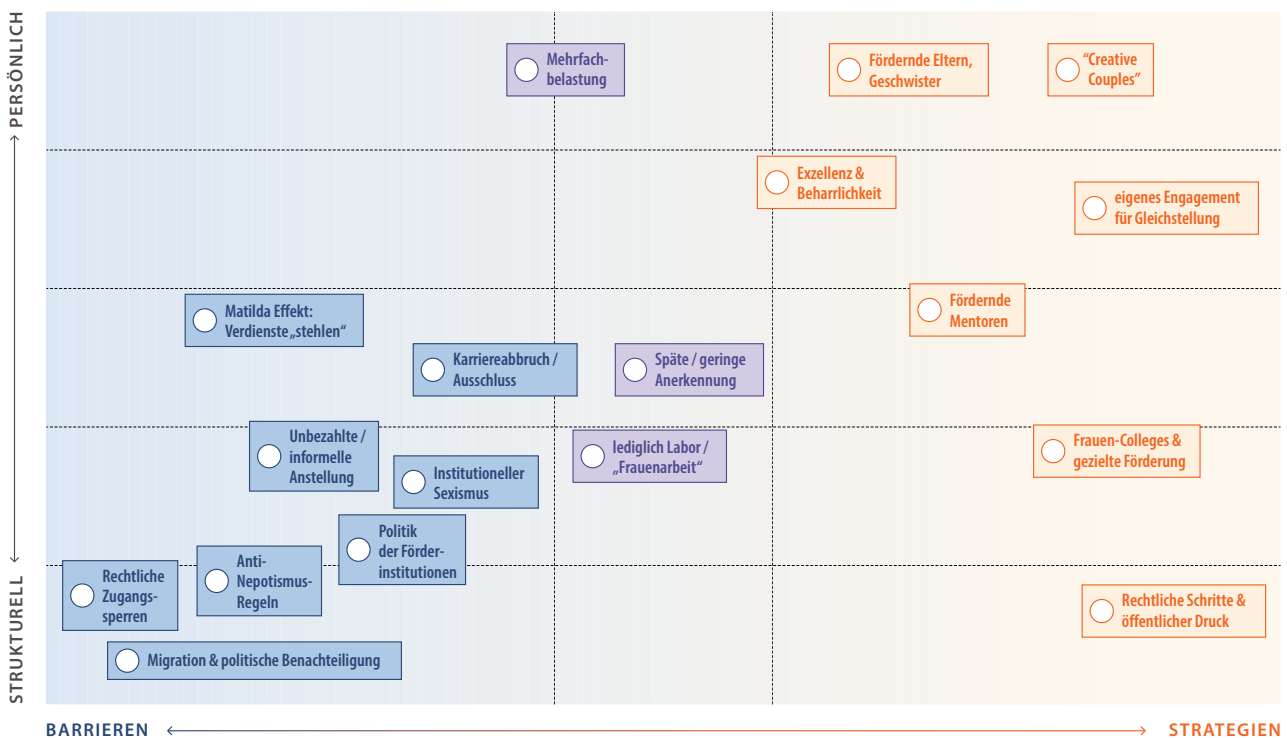 PERSÖNLICH
STRUKTURELL
Mehrfach-
belastung
Fördernde Eltern,
Geschwister
“Creative
Couples”
Exzellenz &
Beharrlichkeit
eigenes Engagement
für Gleichstellung
Matilda Effekt:
Verdienste „stehlen“
Fördernde
Mentoren
Karriereabbruch /
Ausschluss
Späte / geringe
Anerkennung
Unbezahlte /
informelle
Anstellung
lediglich Labor /
„Frauenarbeit“
Frauen-Colleges &
gezielte Förderung
Institutioneller
Sexismus
Politik
der Förder-
institutionen
Anti-
Nepotismus-
Regeln
Rechtliche
Zugangs-
sperren
Rechtliche Schritte &
öffentlicher Druck
Migration & politische Benachteiligung
BARRIEREN
STRATEGIEN